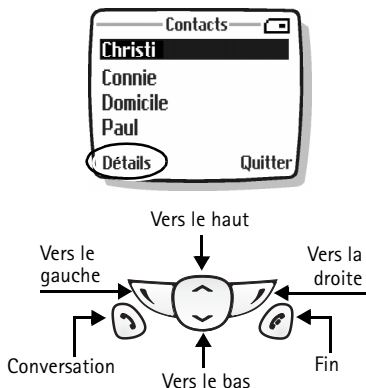 Contacts
Christi
Connie
Domicile
Paul
Détails Quitter
Vers le haut
Vers le
gauche
Vers la
droite
Conversation
Vers le bas
Fin